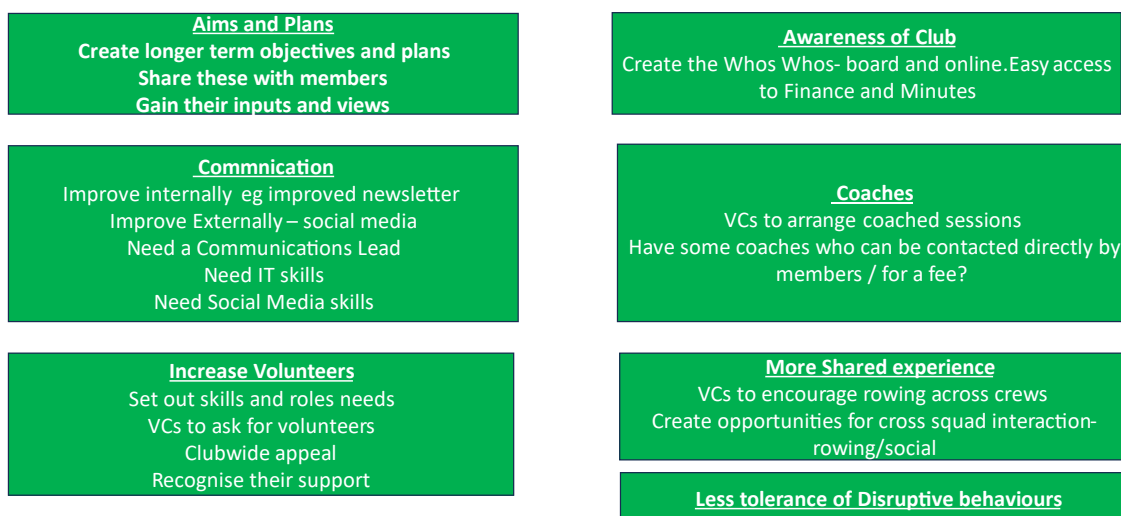 Aims and Plans
Create longer term objectives and plans
Share these with members
Gain their inputs and views
Commnication
Improve internally eg improved newsletter
Improve Externally – social media
Need a Communications Lead
Need IT skills
Need Social Media skills
Increase Volunteers
Set out skills and roles needs
VCs to ask for volunteers
Clubwide appeal
Recognise their support
Awareness of Club
Create the Whos Whos- board and online.Easy access
to Finance and Minutes
Coaches
VCs to arrange coached sessions
Have some coaches who can be contacted directly by
members / for a fee?
More Shared experience
VCs to encourage rowing across crews
Create opportunities for cross squad interaction-
rowing/social
Less tolerance of Disruptive behaviours